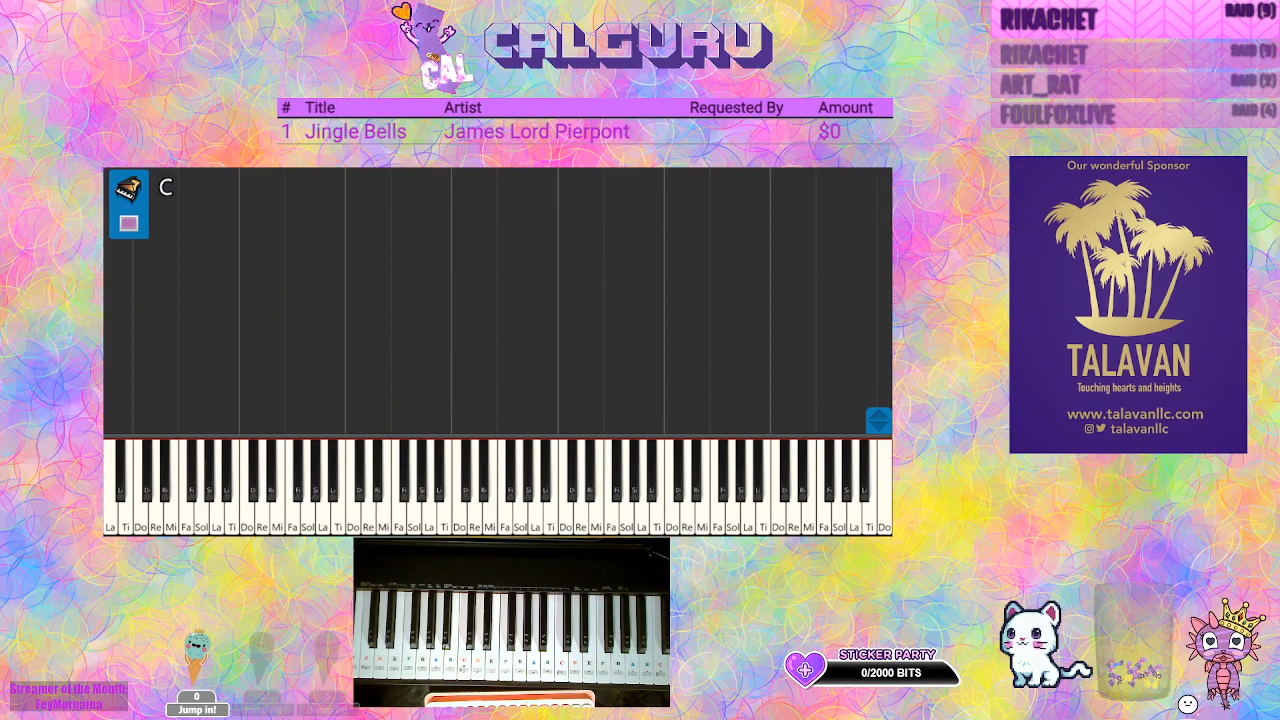 CAL
CALGURU
RIKACHET RAID (9)
RIKACHET RAID (9)
ART_RAT RAID (2)
FOULFOXLIVE RAID (4)
# Title Artist Requested By Amount
1 Jingle Bells James Lord Pierpont $0
C
Our wonderful Sponsor
TALAVAN
Touching hearts and heights
www.talavanllc.com
talavanllc
La Ti Do Re Mi Fa Sol La Ti Do Re Mi Fa Sol La Ti Do Re Mi Fa Sol La Ti Do Re Mi Fa Sol La Ti Do Re Mi Fa Sol La Ti Do Re Mi Fa Sol La Ti Do Re Mi Fa Sol La Ti Do
STICKER PARTY
0/2000 BITS
Streamer of the Month:
FeyMorgaina
0
Jump in!